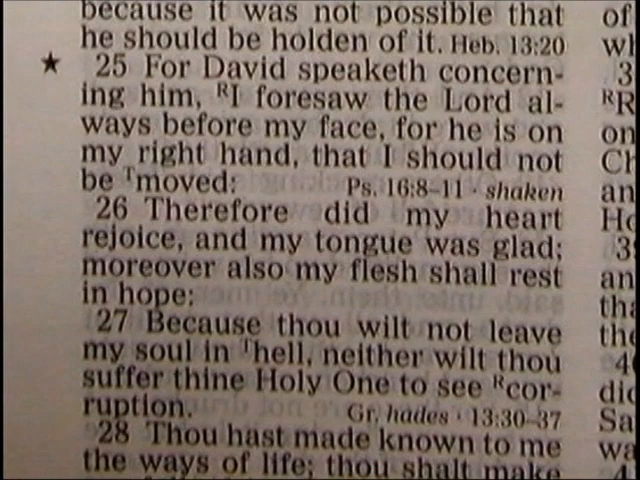 because it was not possible that
he should be holden of it. Heb. 13:20
★ 25 For David speaketh concern-
ing him, ᴿI foresaw the Lord al-
ways before my face, for he is on
my right hand, that I should not
be ᵀmoved: Ps. 16:8–11 · shaken
26 Therefore did my heart
rejoice, and my tongue was glad;
moreover also my flesh shall rest
in hope:
27 Because thou wilt not leave
my soul in ᵀhell, neither wilt thou
suffer thine Holy One to see ᴿcor-
ruption. Gr. hades · 13:30–37
28 Thou hast made known to me
the ways of life; thou shalt make
of
on
an